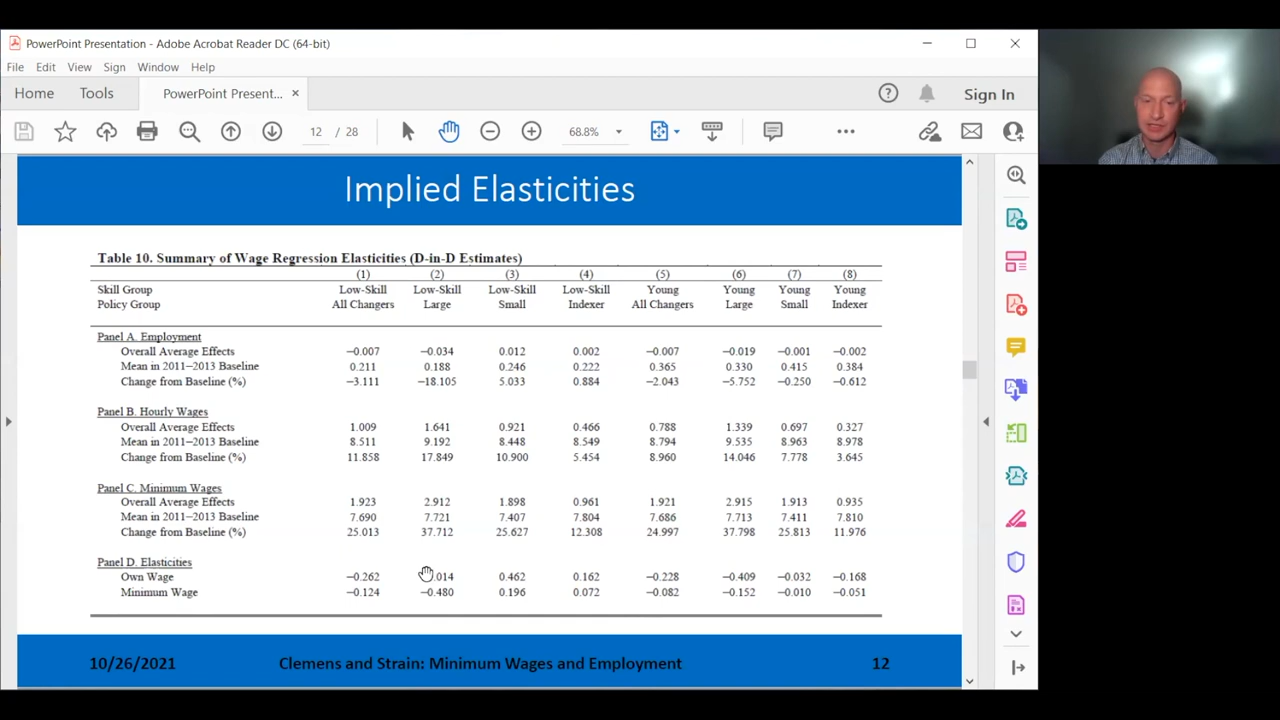 PowerPoint Presentation - Adobe Acrobat Reader DC (64-bit)
File Edit View Sign Window Help
Home Tools PowerPoint Present... × Sign In
12 / 28 68.8%
Implied Elasticities
Table 10. Summary of Wage Regression Elasticities (D-in-D Estimates)
(1) (2) (3) (4) (5) (6) (7) (8)
Skill Group Low-Skill Low-Skill Low-Skill Low-Skill Young Young Young Young
Policy Group All Changers Large Small Indexer All Changers Large Small Indexer
Panel A. Employment
Overall Average Effects −0.007 −0.034 0.012 0.002 −0.007 −0.019 −0.001 −0.002
Mean in 2011−2013 Baseline 0.211 0.188 0.246 0.222 0.365 0.330 0.415 0.384
Change from Baseline (%) −3.111 −18.105 5.033 0.884 −2.043 −5.752 −0.250 −0.612
Panel B. Hourly Wages
Overall Average Effects 1.009 1.641 0.921 0.466 0.788 1.339 0.697 0.327
Mean in 2011−2013 Baseline 8.511 9.192 8.448 8.549 8.794 9.535 8.963 8.978
Change from Baseline (%) 11.858 17.849 10.900 5.454 8.960 14.046 7.778 3.645
Panel C. Minimum Wages
Overall Average Effects 1.923 2.912 1.898 0.961 1.921 2.915 1.913 0.935
Mean in 2011−2013 Baseline 7.690 7.721 7.407 7.804 7.686 7.713 7.411 7.810
Change from Baseline (%) 25.013 37.712 25.627 12.308 24.997 37.798 25.813 11.976
Panel D. Elasticities
Own Wage −0.262 .014 0.462 0.162 −0.228 −0.409 −0.032 −0.168
Minimum Wage −0.124 −0.480 0.196 0.072 −0.082 −0.152 −0.010 −0.051
10/26/2021 Clemens and Strain: Minimum Wages and Employment 12